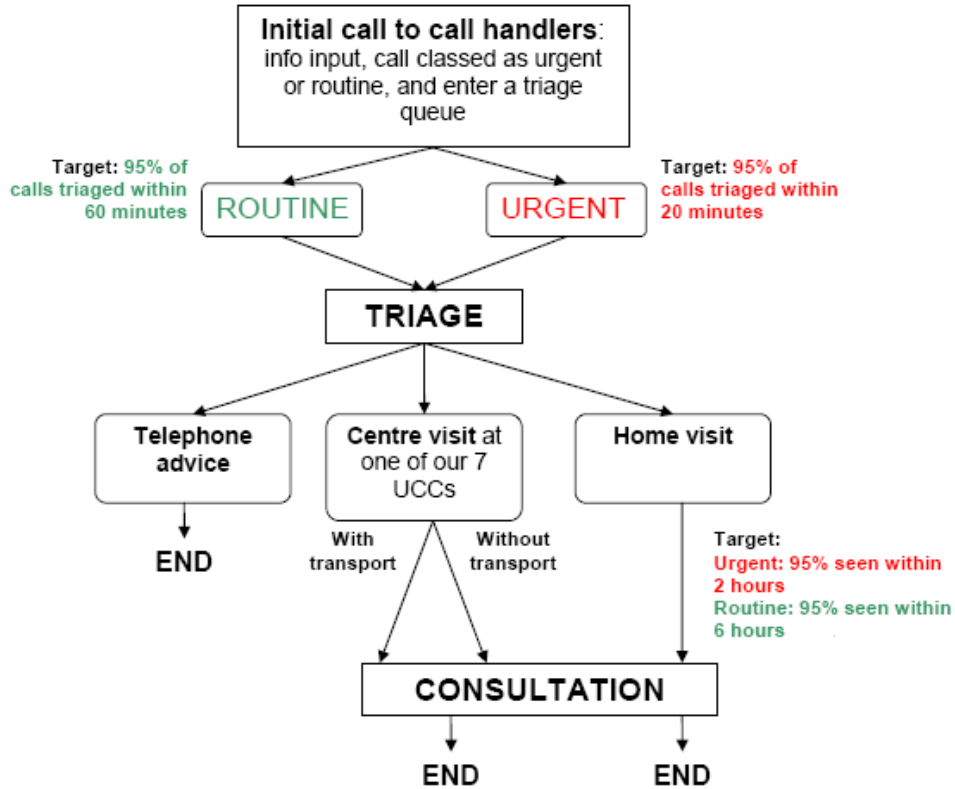 Initial call to call handlers:
info input, call classed as urgent
or routine, and enter a triage
queue
Target: 95% of
calls triaged within
60 minutes
ROUTINE
URGENT
Target: 95% of
calls triaged within
20 minutes
TRIAGE
Telephone
advice
Centre visit at
one of our 7
UCCs
Home visit
END
With
transport
Without
transport
Target:
Urgent: 95% seen within
2 hours
Routine: 95% seen within
6 hours
CONSULTATION
END
END